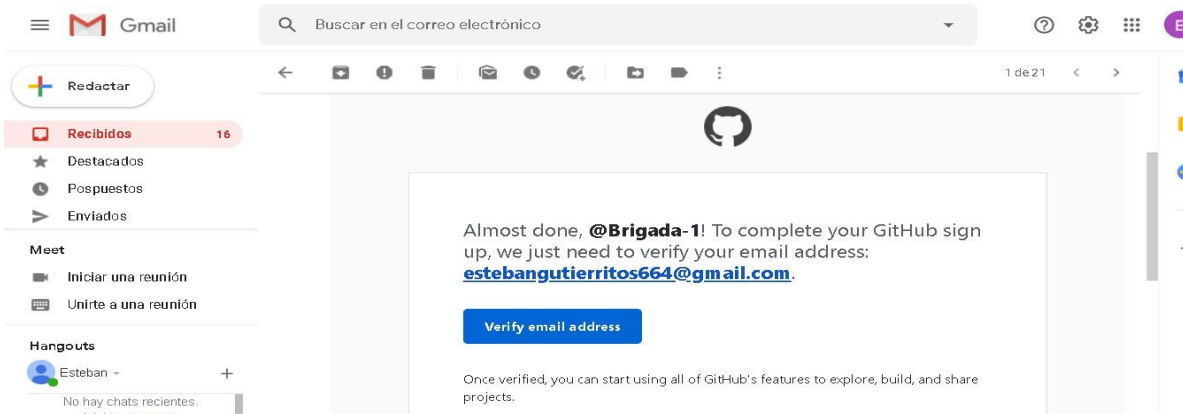 Gmail
Buscar en el correo electrónico
E
Redactar
1 de 21
Recibidos 16
Destacados
Pospuestos
Enviados
Meet
Iniciar una reunión
Unirte a una reunión
Hangouts
Esteban
No hay chats recientes.
Almost done, @Brigada-1! To complete your GitHub sign
up, we just need to verify your email address:
estebangutierritos664@gmail.com.
Verify email address
Once verified, you can start using all of GitHub's features to explore, build, and share
projects.